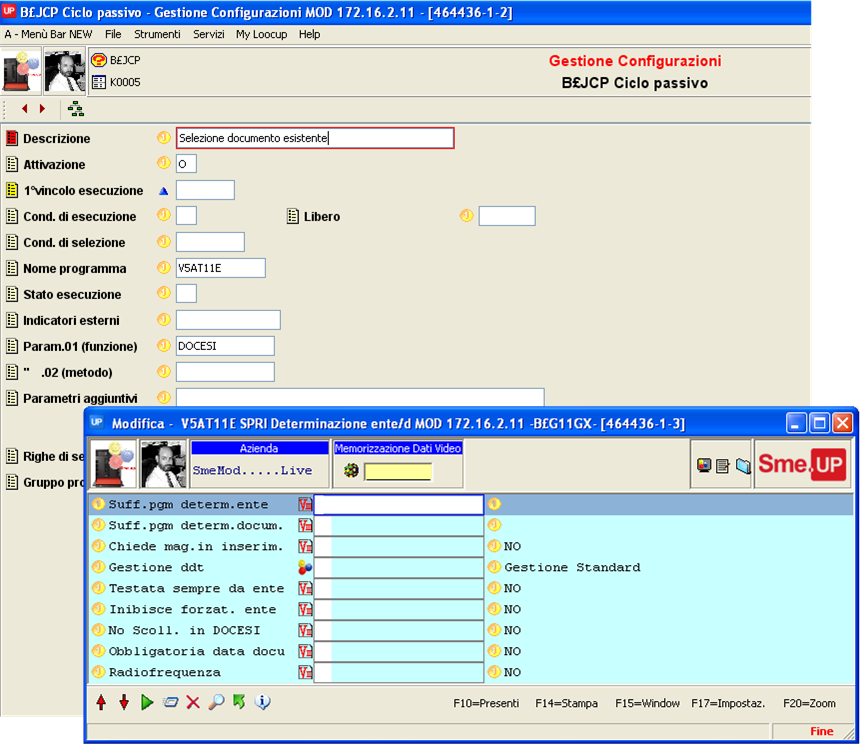 UP B£JCP Ciclo passivo - Gestione Configurazioni MOD 172.16.2.11 - [464436-1-2]
A - Menù Bar NEW File Strumenti Servizi My Loocup Help
B£JCP
K0005
Gestione Configurazioni
B£JCP Ciclo passivo
Descrizione Selezione documento esistente
Attivazione O
1°vincolo esecuzione
Cond. di esecuzione Libero
Cond. di selezione
Nome programma V5AT11E
Stato esecuzione
Indicatori esterni
Param.01 (funzione) DOCESI
" .02 (metodo)
Parametri aggiuntivi
Righe di se
Gruppo pro
UP Modifica - V5AT11E SPRI Determinazione ente/d MOD 172.16.2.11 -B£G11GX- [464436-1-3]
Azienda Memorizzazione Dati Video
SmeMod.....Live
Sme.UP
Suff.pgm determ.ente
Suff.pgm determ.docum.
Chiede mag.in inserim. NO
Gestione ddt Gestione Standard
Testata sempre da ente NO
Inibisce forzat. ente NO
No Scoll. in DOCESI NO
Obbligatoria data docu NO
Radiofrequenza NO
F10=Presenti F14=Stampa F15=Window F17=Impostaz. F20=Zoom
Fine